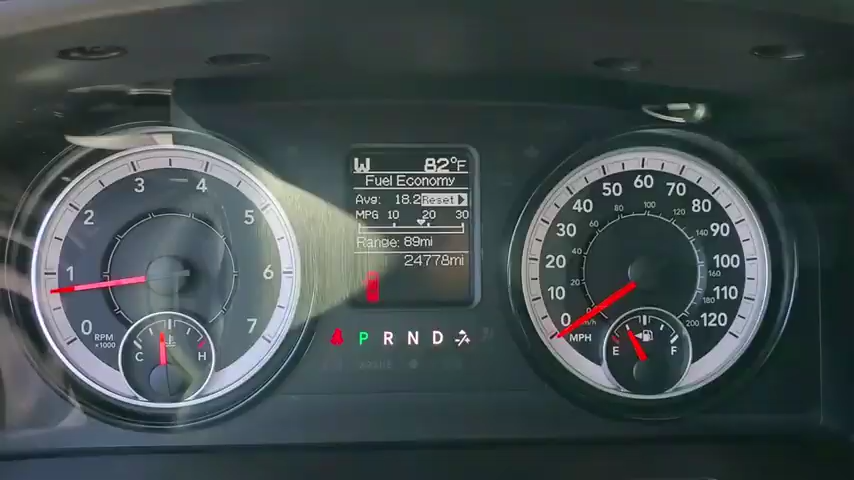 W 82°F
Fuel Economy
Avg: 18.2 Reset
MPG 10 20 30
Range: 89mi
24778mi
P R N D
0 1 2 3 4 5 6 7
RPM
x1000
C H
0 10 20 30 40 50 60 70 80 90 100 110 120
MPH
20 40 60 80 100 120 140 160 180 200
km/h
E F